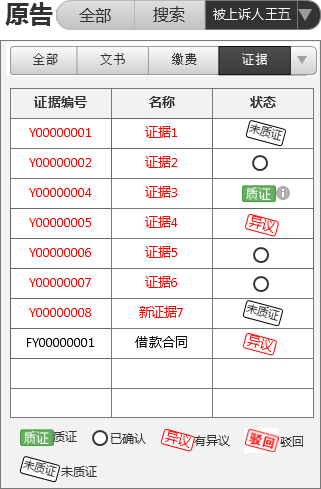 原告 全部 搜索 被上诉人王五
全部 文书 缴费 证据
证据编号 名称 状态
Y00000001 证据1 未质证
Y00000002 证据2
Y00000004 证据3 质证 i
Y00000005 证据4 异议
Y00000006 证据5
Y00000007 证据6
Y00000008 新证据7 未质证
FY00000001 借款合同 异议
质证 质证 已确认 异议 有异议 驳回 驳回
未质证 未质证